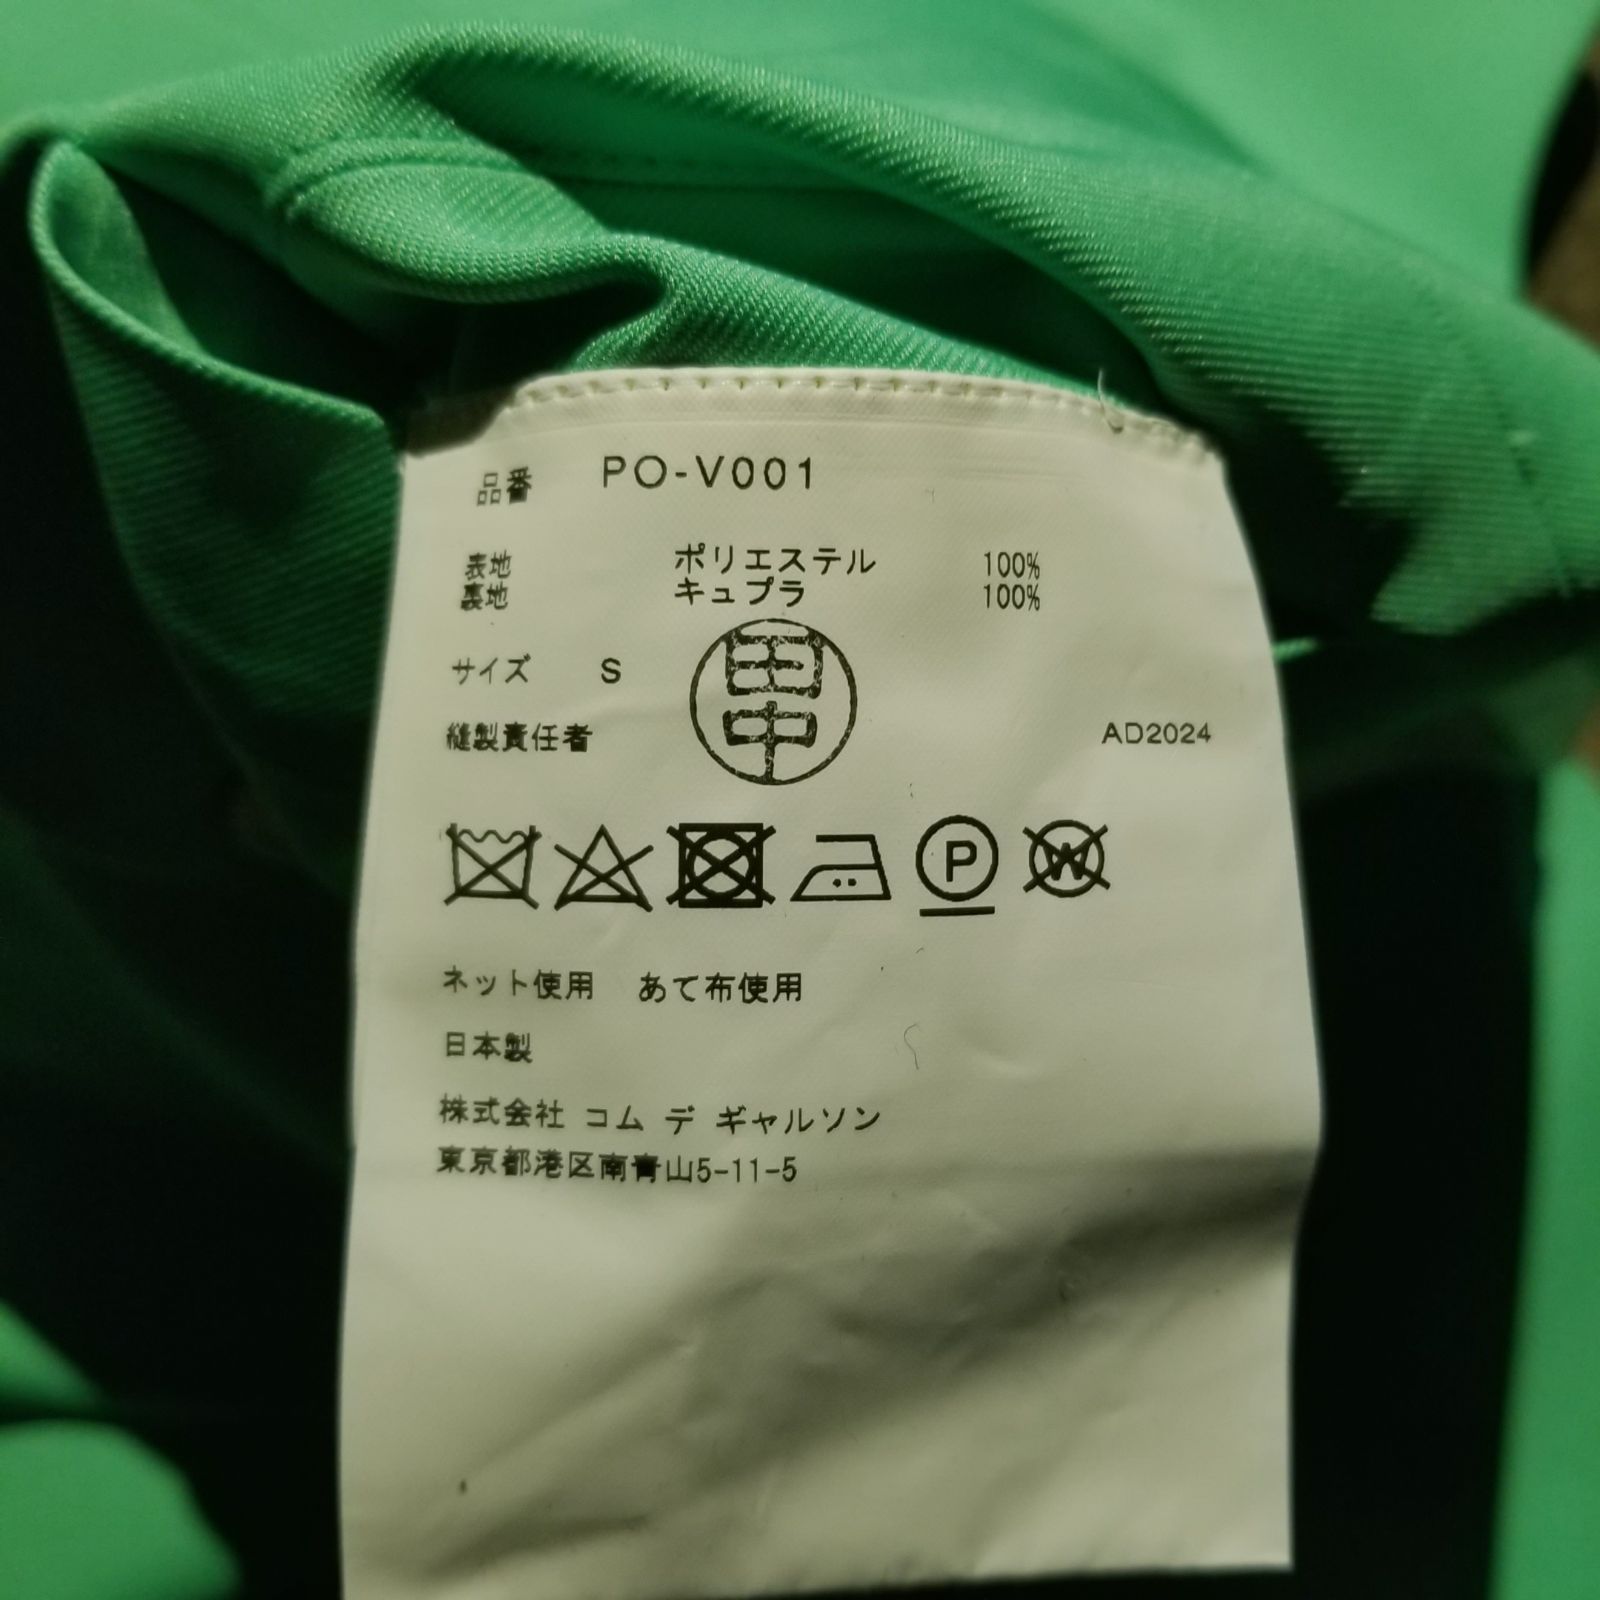 品番 PO-V001
表地 ポリエステル 100%
裏地 キュプラ 100%
サイズ S
田中
縫製責任者
AD2024
P W
ネット使用 あて布使用
日本製
株式会社 コム デ ギャルソン
東京都港区南青山5-11-5